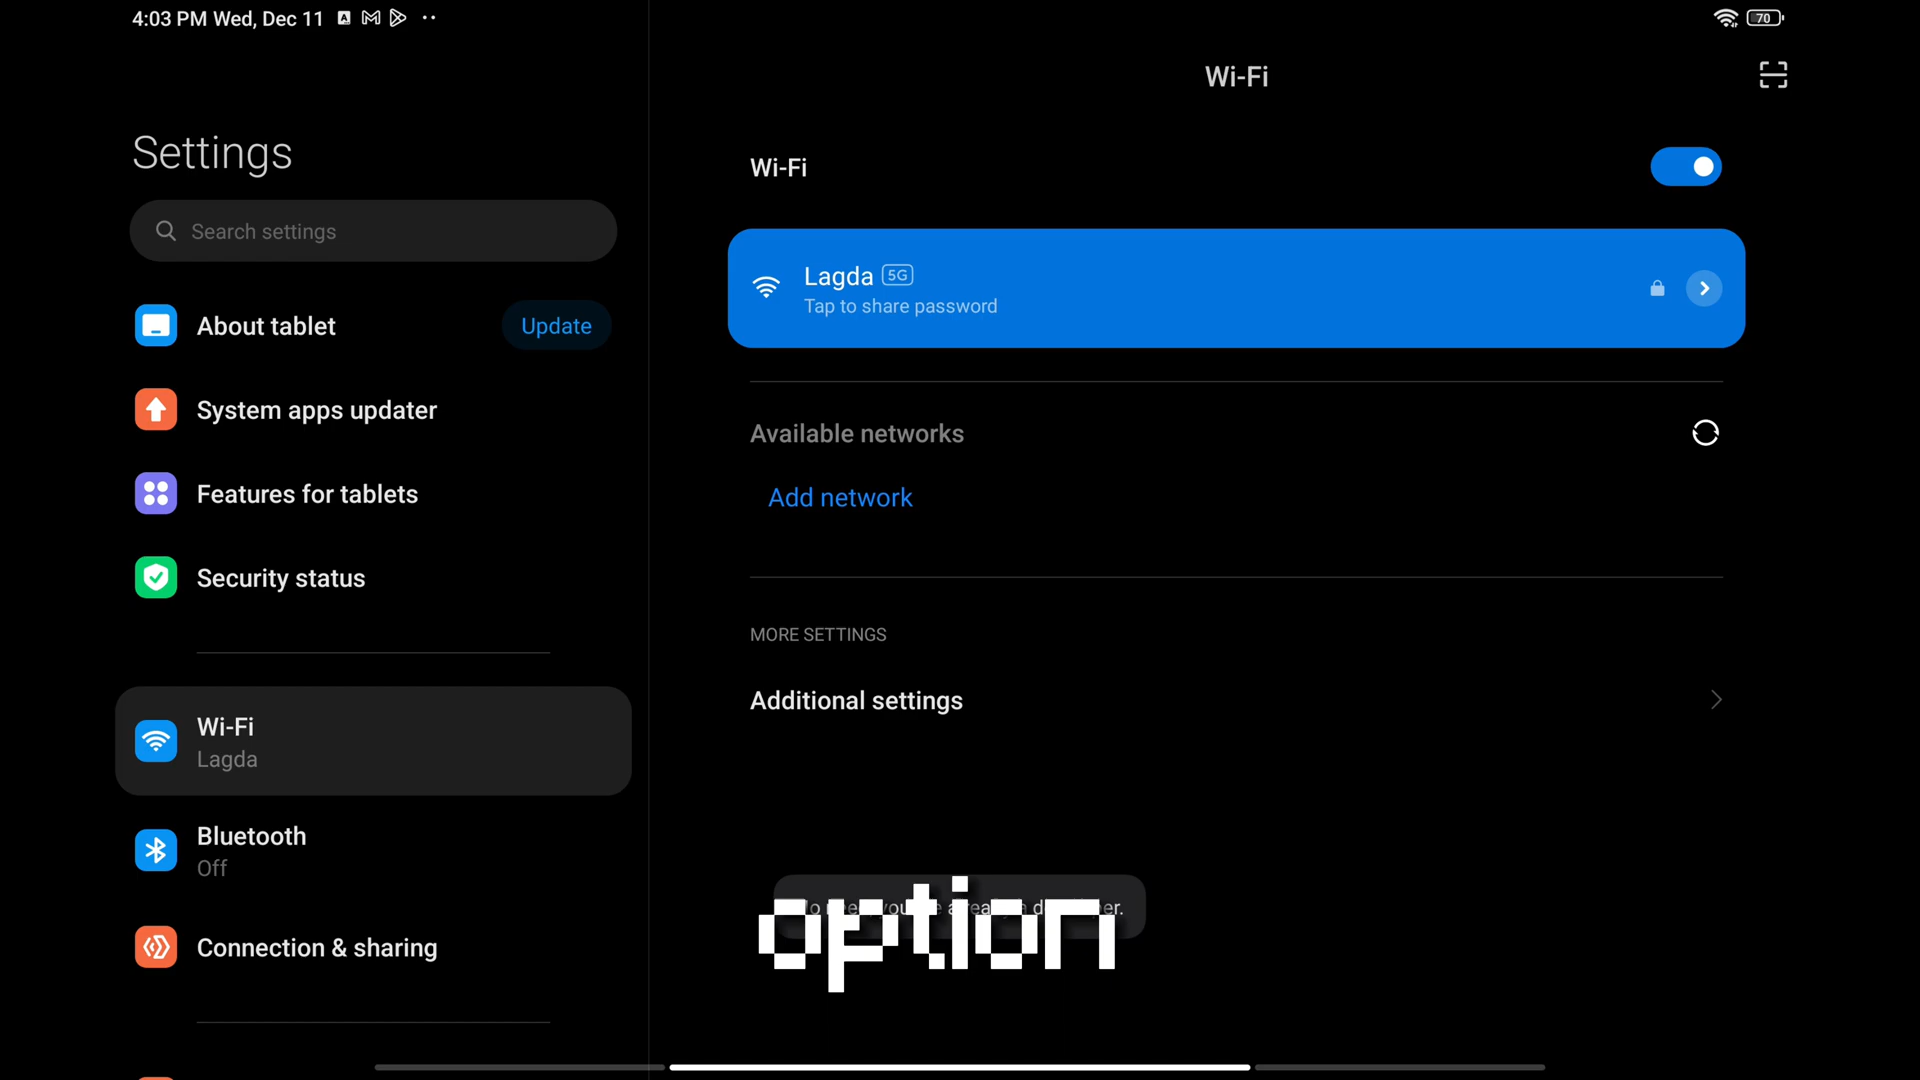 4:03 PM Wed, Dec 11
70
Settings
Search settings
About tablet
Update
System apps updater
Features for tablets
Security status
Wi-Fi
Lagda
Bluetooth
Off
Connection & sharing
Wi-Fi
Wi-Fi
Lagda 5G
Tap to share password
Available networks
Add network
MORE SETTINGS
Additional settings
option